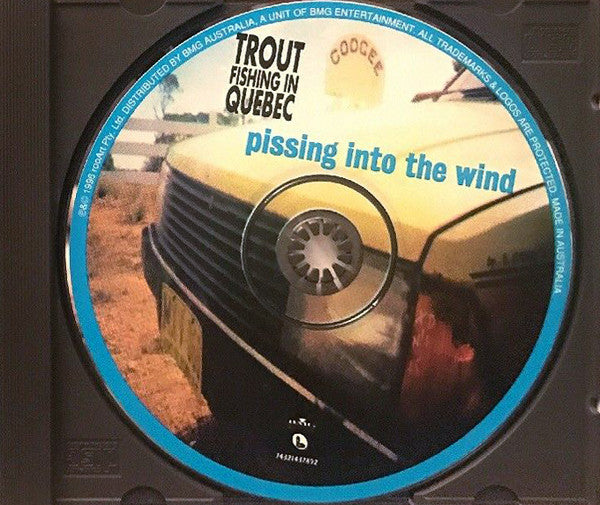 TROUT
FISHING IN
QUEBEC
COOGEE
pissing into the wind
℗&© 1996 rooArt Pty. Ltd. DISTRIBUTED BY BMG AUSTRALIA, A UNIT OF BMG ENTERTAINMENT. ALL TRADEMARKS & LOGOS ARE PROTECTED. MADE IN AUSTRALIA